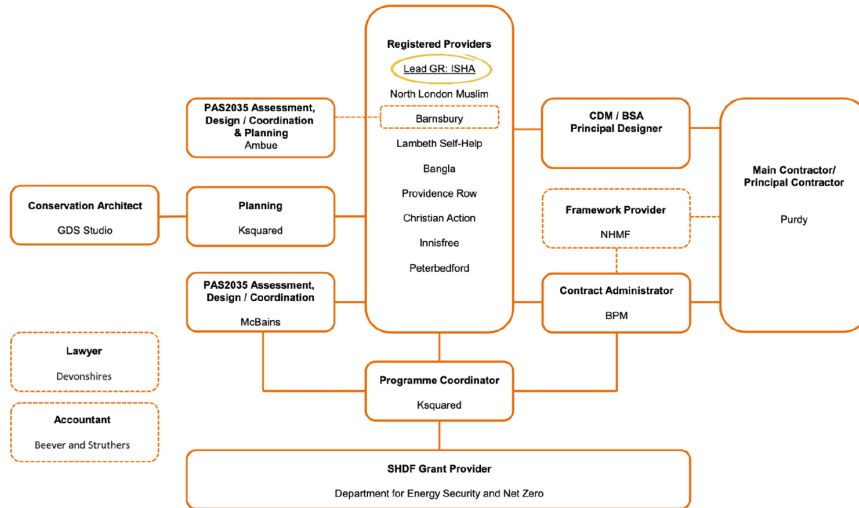 Registered Providers
Lead GR: ISHA
North London Muslim
Barnsbury
Lambeth Self-Help
Bangla
Providence Row
Christian Action
Innisfree
Peterbedford
PAS2035 Assessment,
Design / Coordination
& Planning
Ambue
CDM / BSA
Principal Designer
Main Contractor/
Principal Contractor
Purdy
Conservation Architect
GDS Studio
Planning
Ksquared
Framework Provider
NHMF
PAS2035 Assessment,
Design / Coordination
McBains
Contract Administrator
BPM
Lawyer
Devonshires
Programme Coordinator
Ksquared
Accountant
Beever and Struthers
SHDF Grant Provider
Department for Energy Security and Net Zero